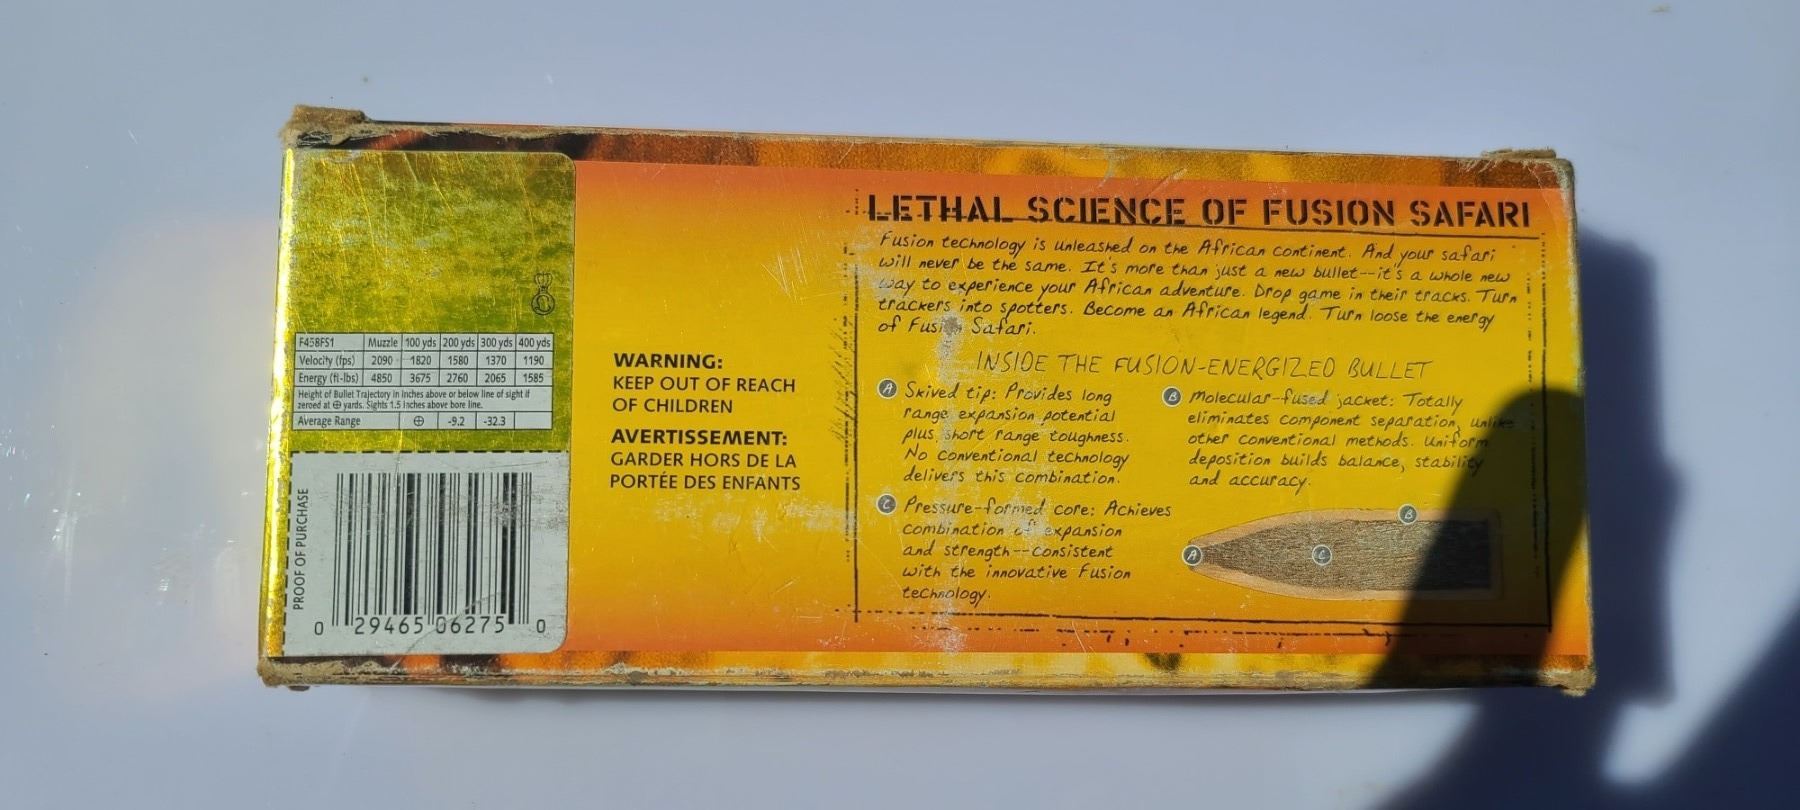 F458FS1 Muzzle 100 yds 200 yds 300 yds 400 yds
Velocity (fps) 2090 1820 1580 1370 1190
Energy (ft-lbs) 4850 3675 2760 2065 1585
Height of Bullet Trajectory in inches above or below line of sight if
zeroed at ⊕ yards. Sights 1.5 inches above bore line.
Average Range ⊕ -9.2 -32.3
PROOF OF PURCHASE
0 29465 06275 0
WARNING:
KEEP OUT OF REACH
OF CHILDREN
AVERTISSEMENT:
GARDER HORS DE LA
PORTÉE DES ENFANTS
LETHAL SCIENCE OF FUSION SAFARI
Fusion technology is unleashed on the African continent. And your safari
will never be the same. It's more than just a new bullet--it's a whole new
way to experience your African adventure. Drop game in their tracks. Turn
trackers into spotters. Become an African legend. Turn loose the energy
of Fusion Safari.
INSIDE THE FUSION-ENERGIZED BULLET
A Skived tip: Provides long
range expansion potential
plus short range toughness.
No conventional technology
delivers this combination.
B Molecular-fused jacket: Totally
eliminates component separation, unlike
other conventional methods. Uniform
deposition builds balance, stability
and accuracy.
C Pressure-formed core: Achieves
combination of expansion
and strength--consistent
with the innovative Fusion
technology.
B
A
C